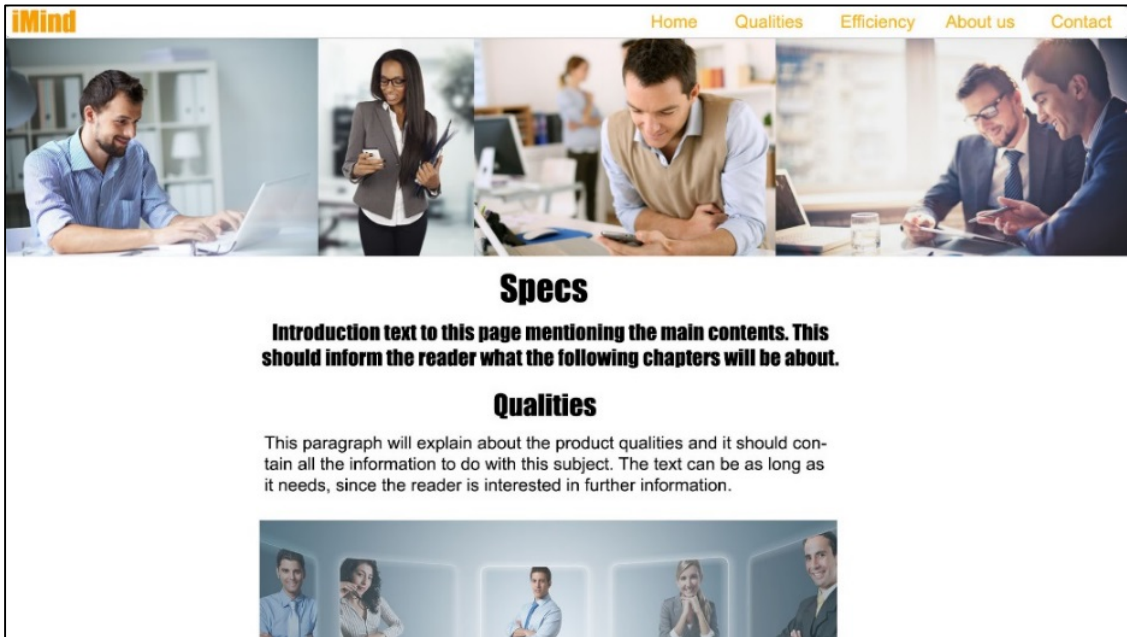 iMind
Home Qualities Efficiency About us Contact
Specs
Introduction text to this page mentioning the main contents. This
should inform the reader what the following chapters will be about.
Qualities
This paragraph will explain about the product qualities and it should con-
tain all the information to do with this subject. The text can be as long as
it needs, since the reader is interested in further information.